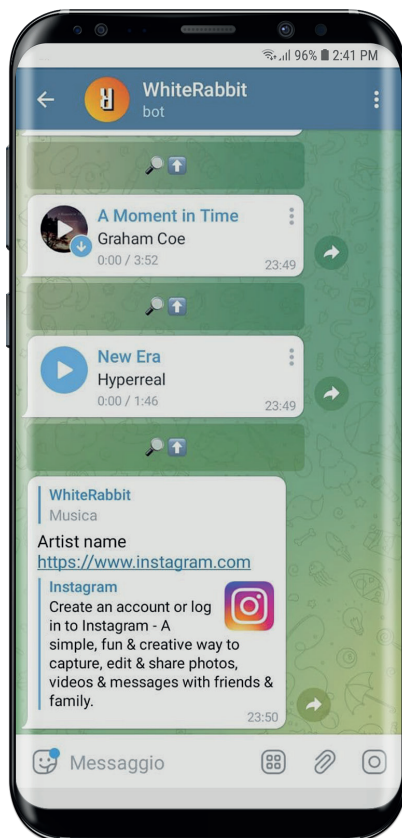 96% 2:41 PM
WhiteRabbit
bot
A Moment in Time
Graham Coe
0:00 / 3:52
23:49
New Era
Hyperreal
0:00 / 1:46
23:49
WhiteRabbit
Musica
Artist name
https://www.instagram.com
Instagram
Create an account or log
in to Instagram - A
simple, fun & creative way to
capture, edit & share photos,
videos & messages with friends &
family.
23:50
Messaggio